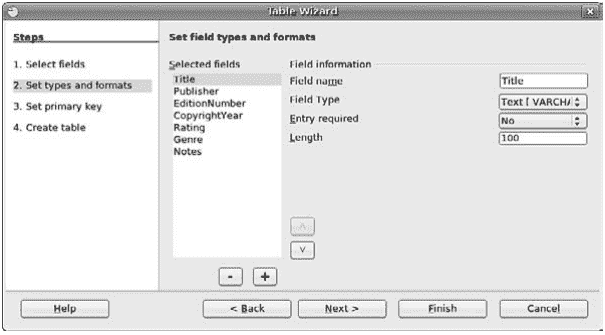 Table Wizard
Steps
1. Select fields
2. Set types and formats
3. Set primary key
4. Create table
Set field types and formats
Selected fields
Title
Publisher
EditionNumber
CopyrightYear
Rating
Genre
Notes
- +
Field information
Field name Title
Field Type Text [ VARCHA
Entry required No
Length 100
Help < Back Next > Finish Cancel